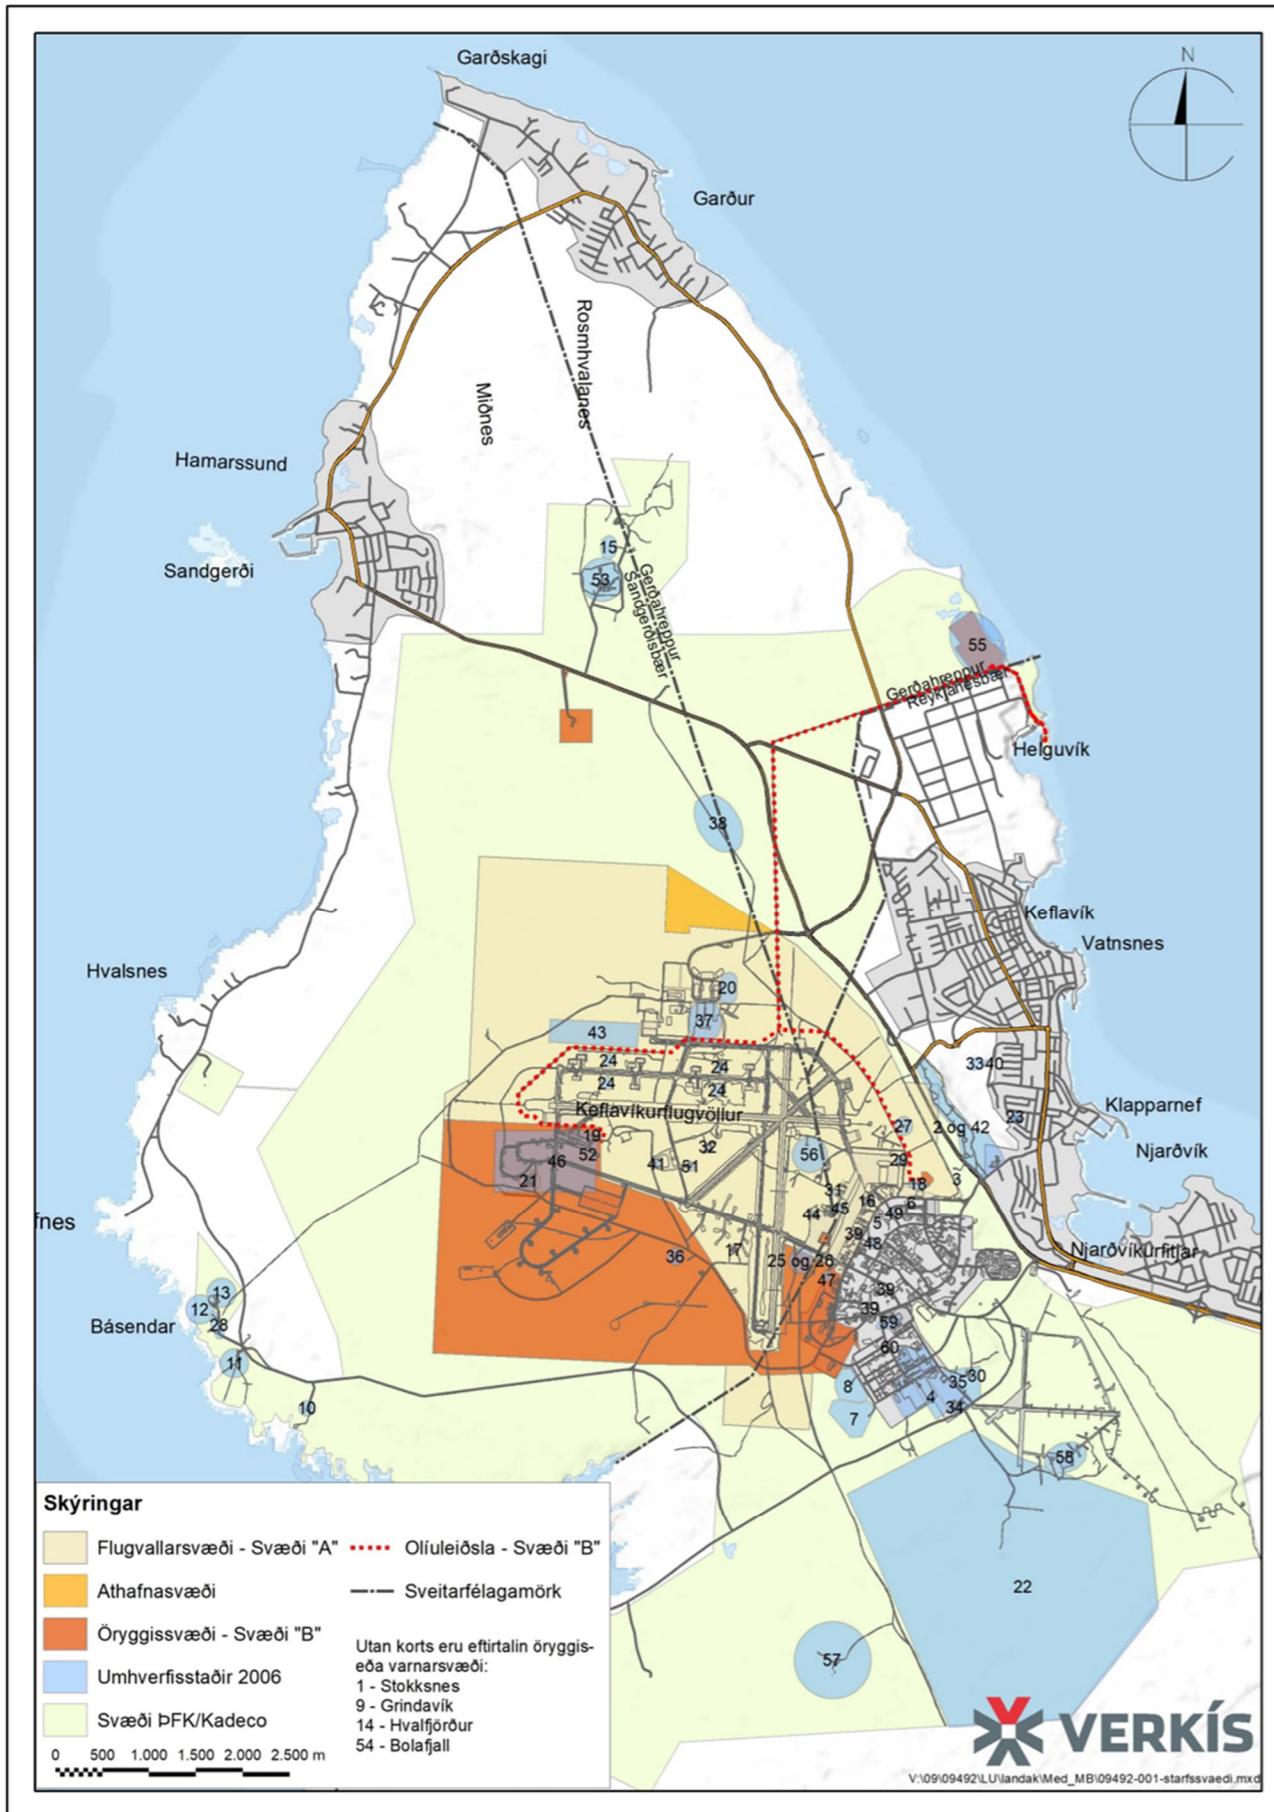 Garðskagi
N
Garður
Rosmhvalanes
Miðnes
Hamarssund
Sandgerði
15
53
Gerðahreppur
Sandgerðisbær
55
Gerðahreppur
Reykjanesbær
Helguvík
38
Keflavík
Vatnsnes
Hvalsnes
20
37
43
24
24
24
24
33 40
Keflavíkurflugvöllur
Klapparnef
23
27
2 og 42
Njarðvík
19
32
52
56
29
46
41
51
21
18
3
31
16
6
fnes
45
49
44
5
39
48
17
36
25 og 26
Njarðvíkurfitjar
47
13
39
12
39
28
Básendar
59
60
11
8
35
30
4
34
10
7
58
22
57
Skýringar
Flugvallarsvæði - Svæði "A"
Olíuleiðsla - Svæði "B"
Athafnasvæði
Sveitarfélagamörk
Öryggissvæði - Svæði "B"
Umhverfisstaðir 2006
Svæði ÞFK/Kadeco
Utan korts eru eftirtalin öryggis-
eða varnarsvæði:
1 - Stokksnes
9 - Grindavík
14 - Hvalfjörður
54 - Bolafjall
0 500 1.000 1.500 2.000 2.500 m
VERKÍS
V:\09\09492\LU\landak\Med_MB\09492-001-starfssvaedi.mxd